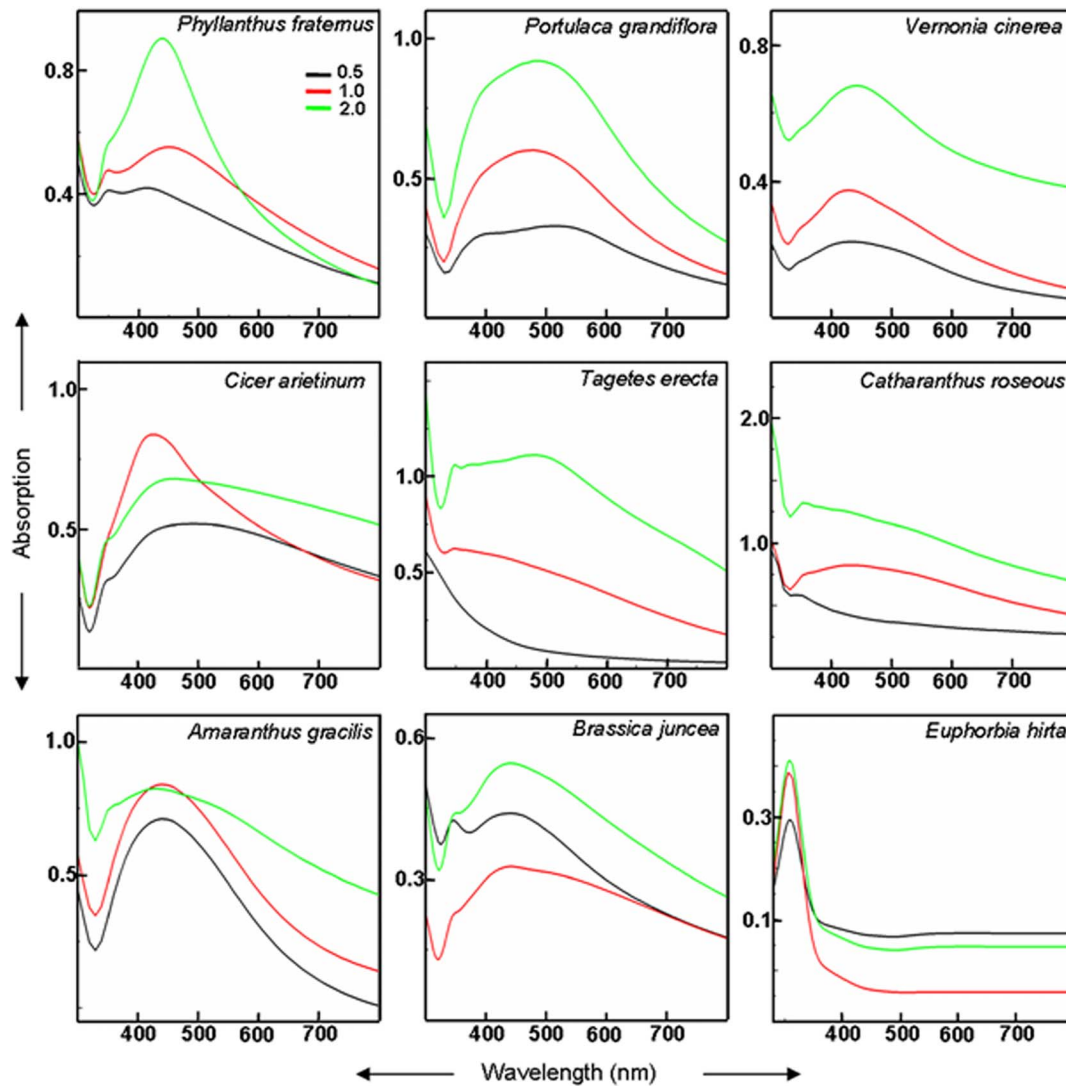 Phyllanthus fraternus
0.8
0.4
0.5
1.0
2.0
400 500 600 700
Portulaca grandiflora
1.0
0.5
400 500 600 700
Vernonia cinerea
0.8
0.4
400 500 600 700
Absorption
Cicer arietinum
1.0
0.5
400 500 600 700
Tagetes erecta
1.0
0.5
400 500 600 700
Catharanthus roseous
2.0
1.0
400 500 600 700
Amaranthus gracilis
1.0
0.5
400 500 600 700
Brassica juncea
0.6
0.3
400 500 600 700
Euphorbia hirta
0.3
0.1
400 500 600 700
Wavelength (nm)